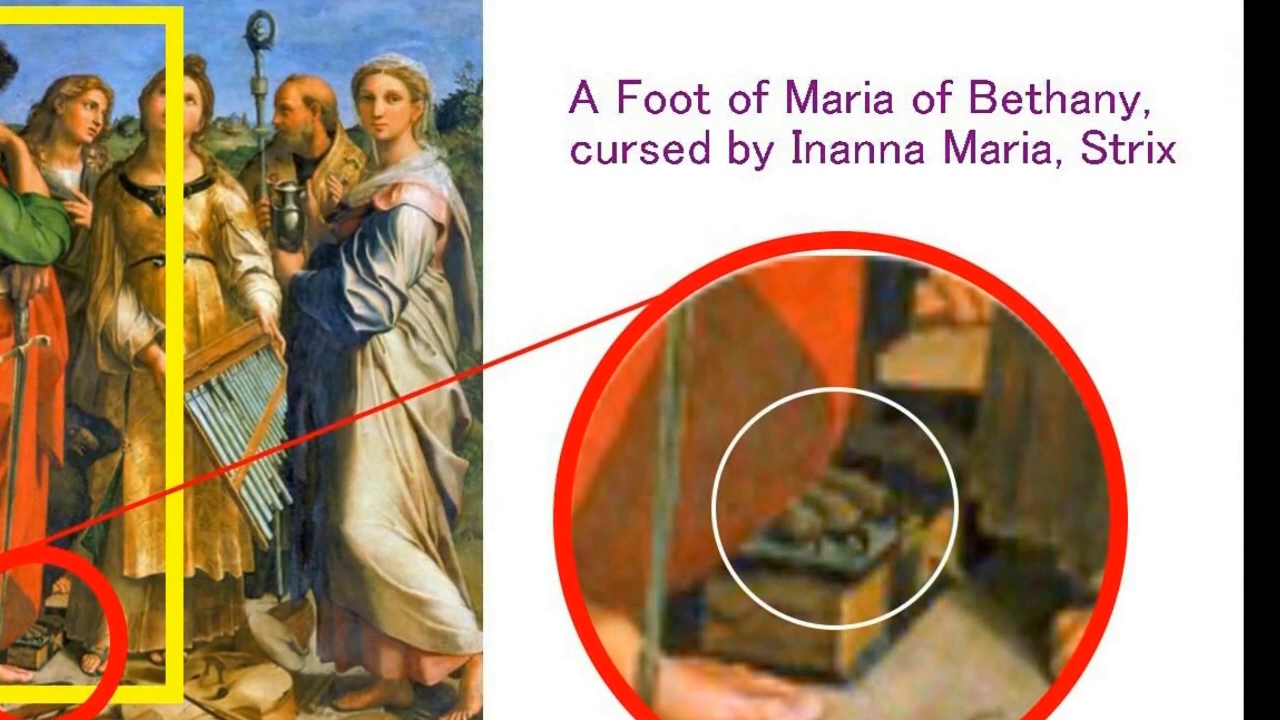 A Foot of Maria of Bethany,
cursed by Inanna Maria, Strix